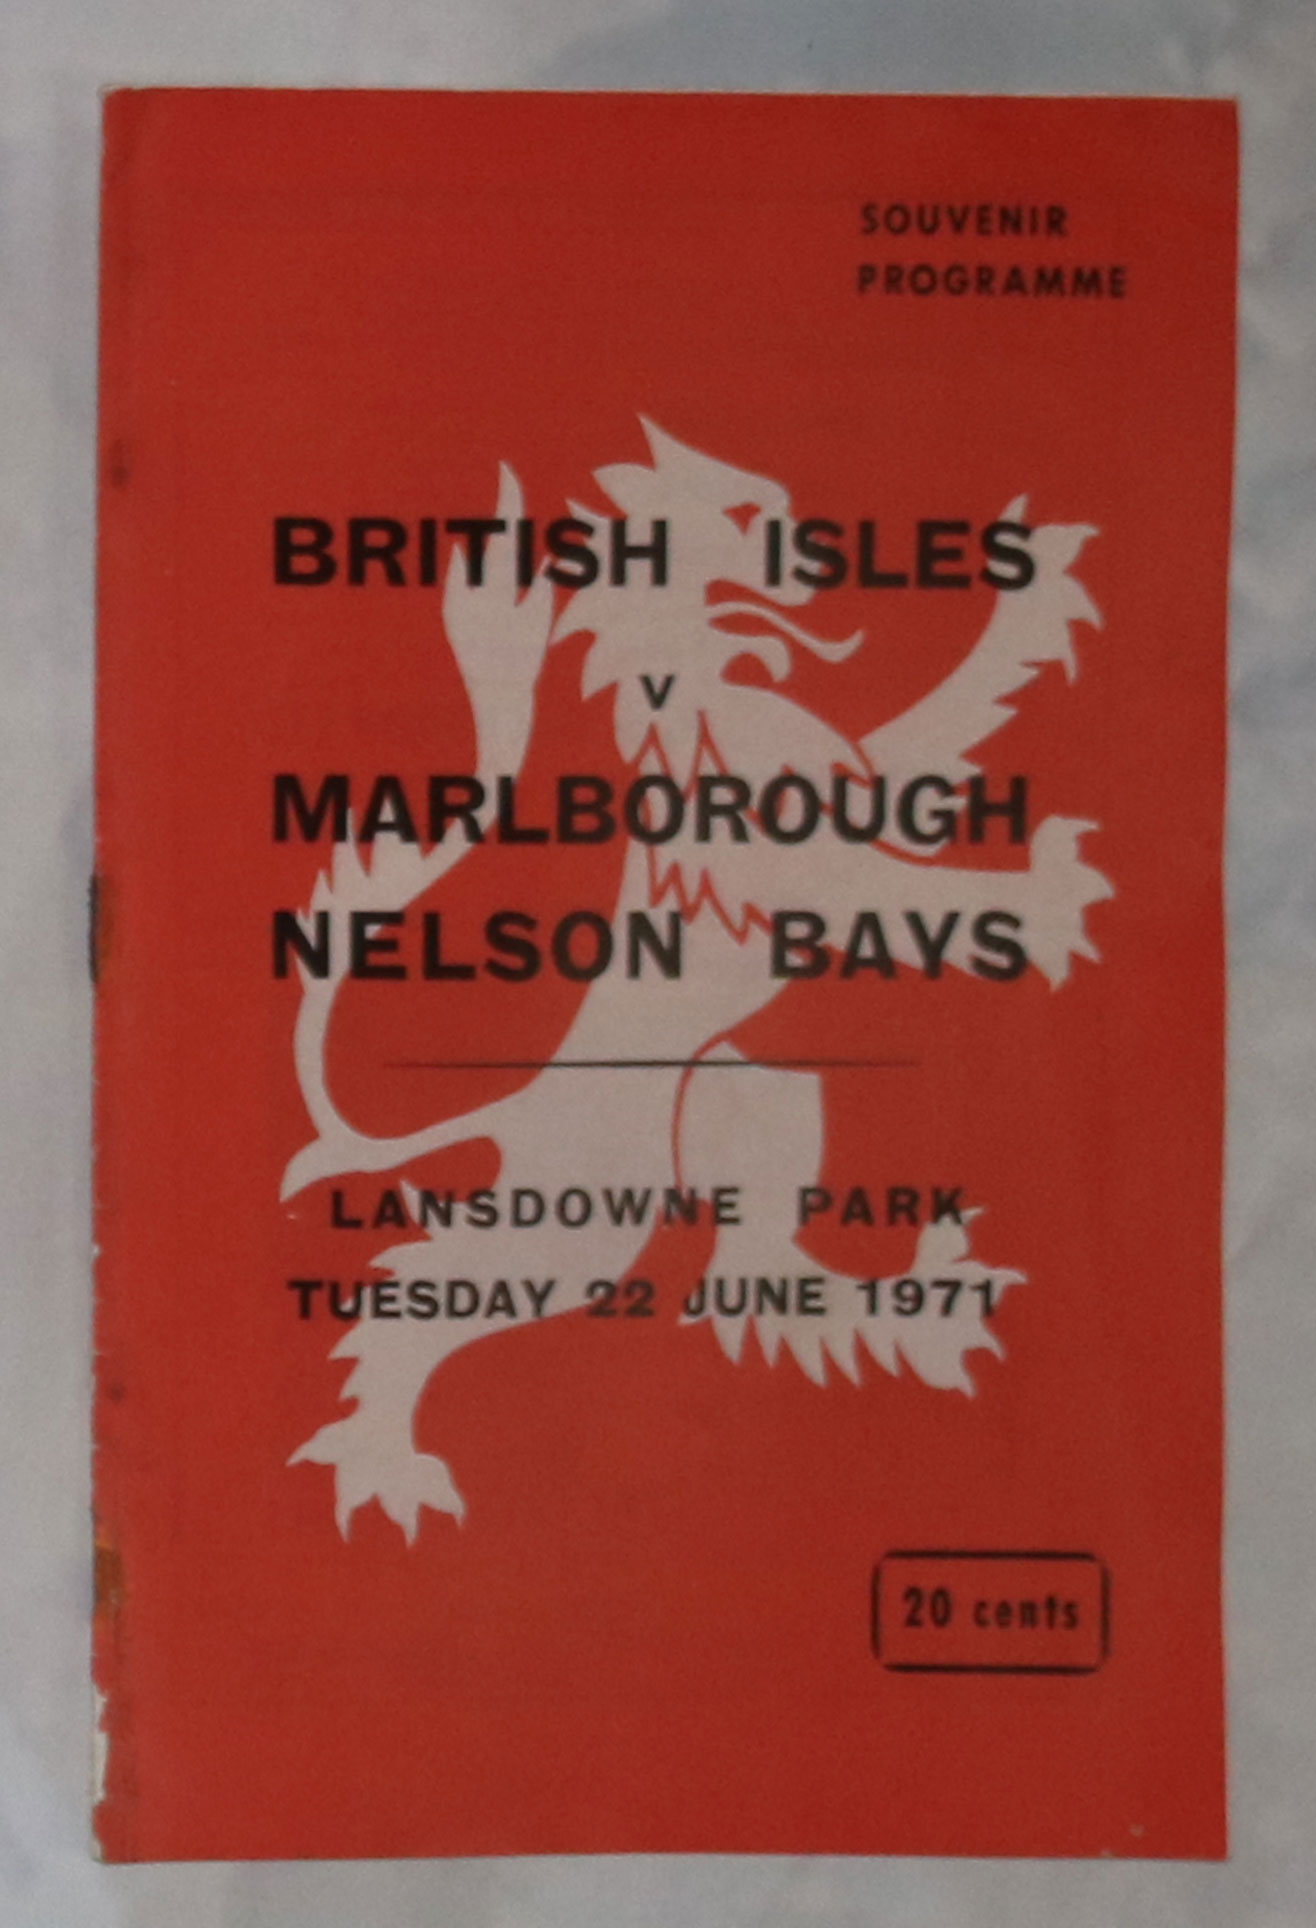 SOUVENIR
PROGRAMME
BRITISH ISLES
v
MARLBOROUGH
NELSON BAYS
LANSDOWNE PARK
TUESDAY 22 JUNE 1971
20 cents